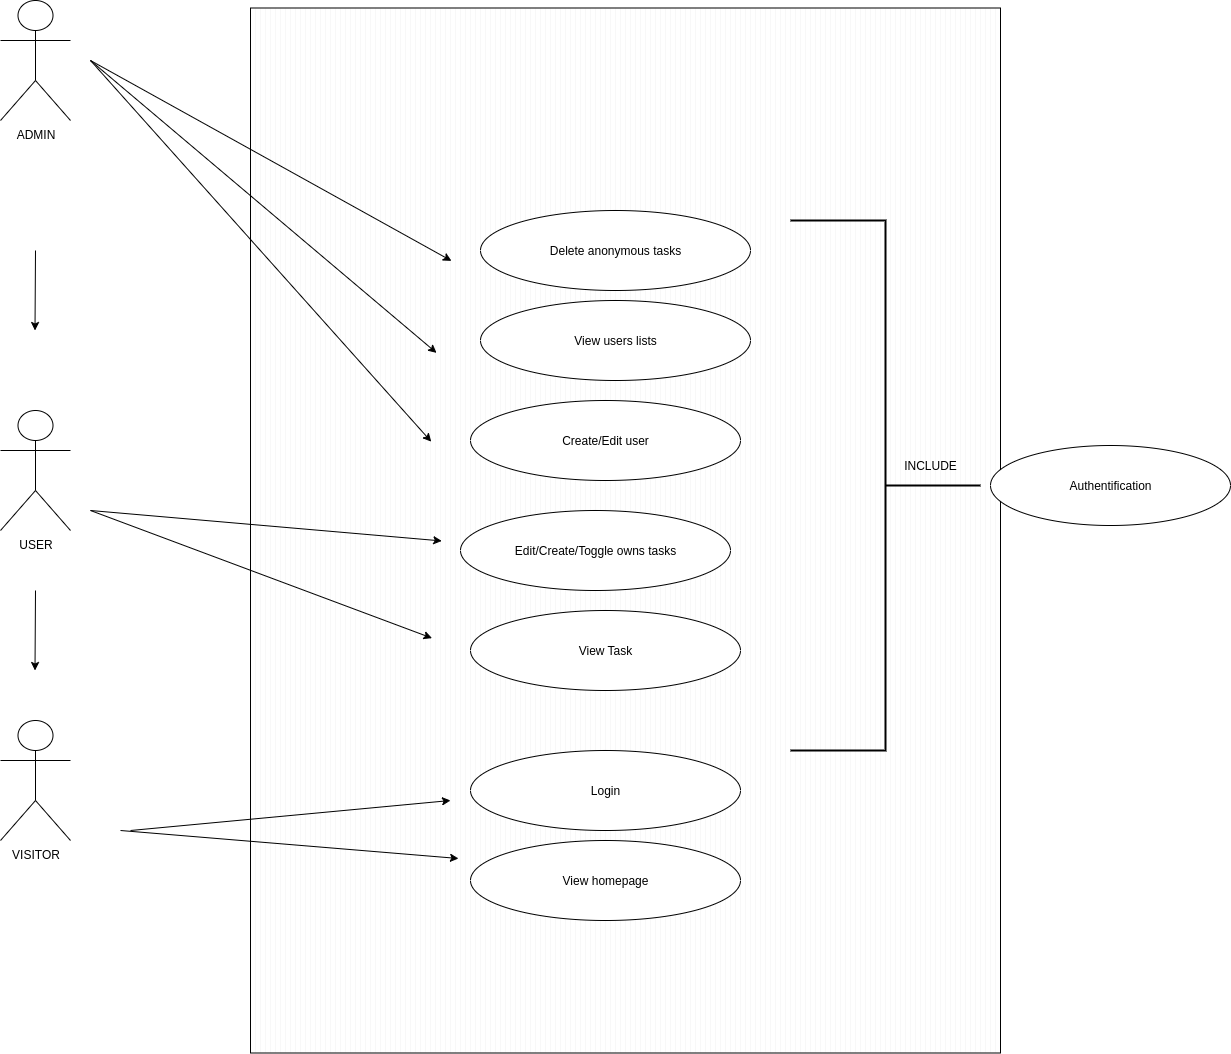 ADMIN
Delete anonymous tasks
View users lists
Create/Edit user
INCLUDE
Authentification
USER
Edit/Create/Toggle owns tasks
View Task
Login
VISITOR
View homepage